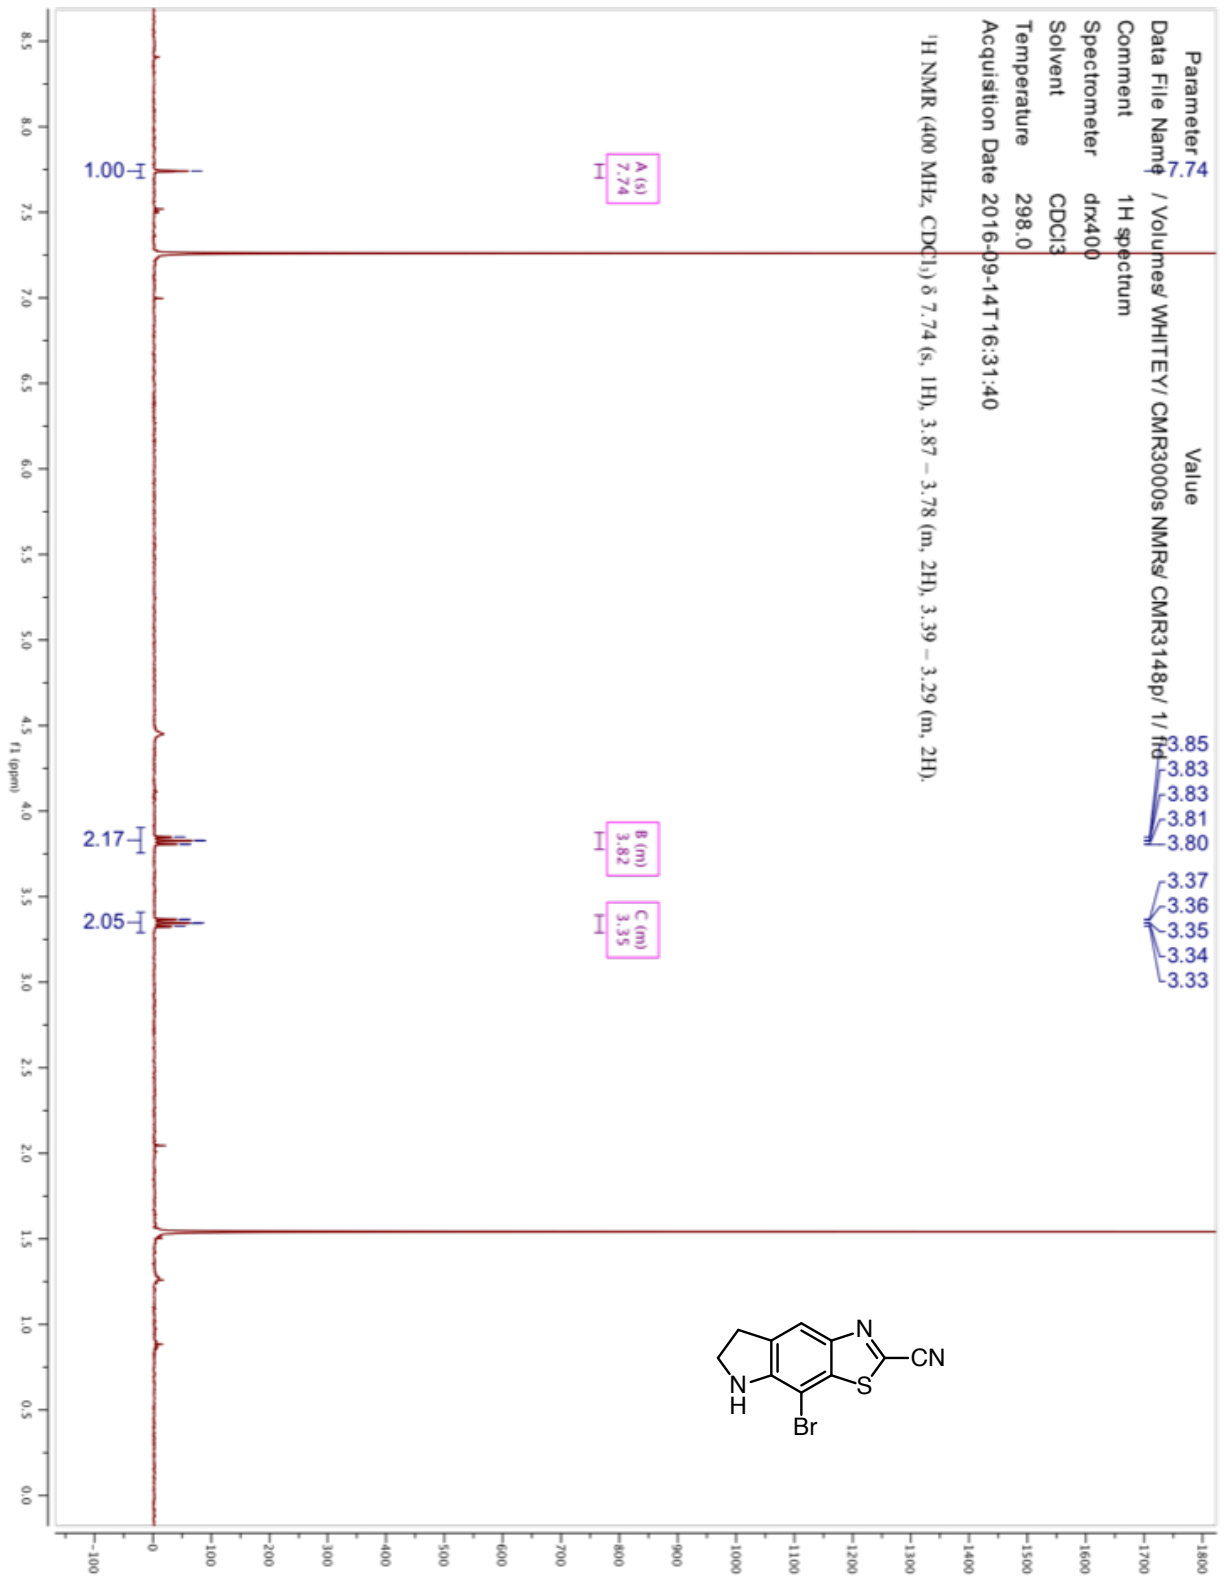 Parameter Value
Data File Name / Volumes/ WHITEY/ CMR3000s NMRs/ CMR3148p/ 1/ fid
Comment 1H spectrum
Spectrometer drx400
Solvent CDCl3
Temperature 298.0
Acquisition Date 2016-09-14T16:31:40
¹H NMR (400 MHz, CDCl₃) δ 7.74 (s, 1H), 3.87 – 3.78 (m, 2H), 3.39 – 3.29 (m, 2H).
7.74
3.85
3.83
3.83
3.81
3.80
3.37
3.36
3.35
3.34
3.33
A (s)
7.74
B (m)
3.82
C (m)
3.35
1.00
2.17
2.05
N
S
CN
N
H
Br
8.5 8.0 7.5 7.0 6.5 6.0 5.5 5.0 4.5 4.0 3.5 3.0 2.5 2.0 1.5 1.0 0.5 0.0
f1 (ppm)
1800
1700
1600
1500
1400
1300
1200
1100
1000
900
800
700
600
500
400
300
200
100
0
-100